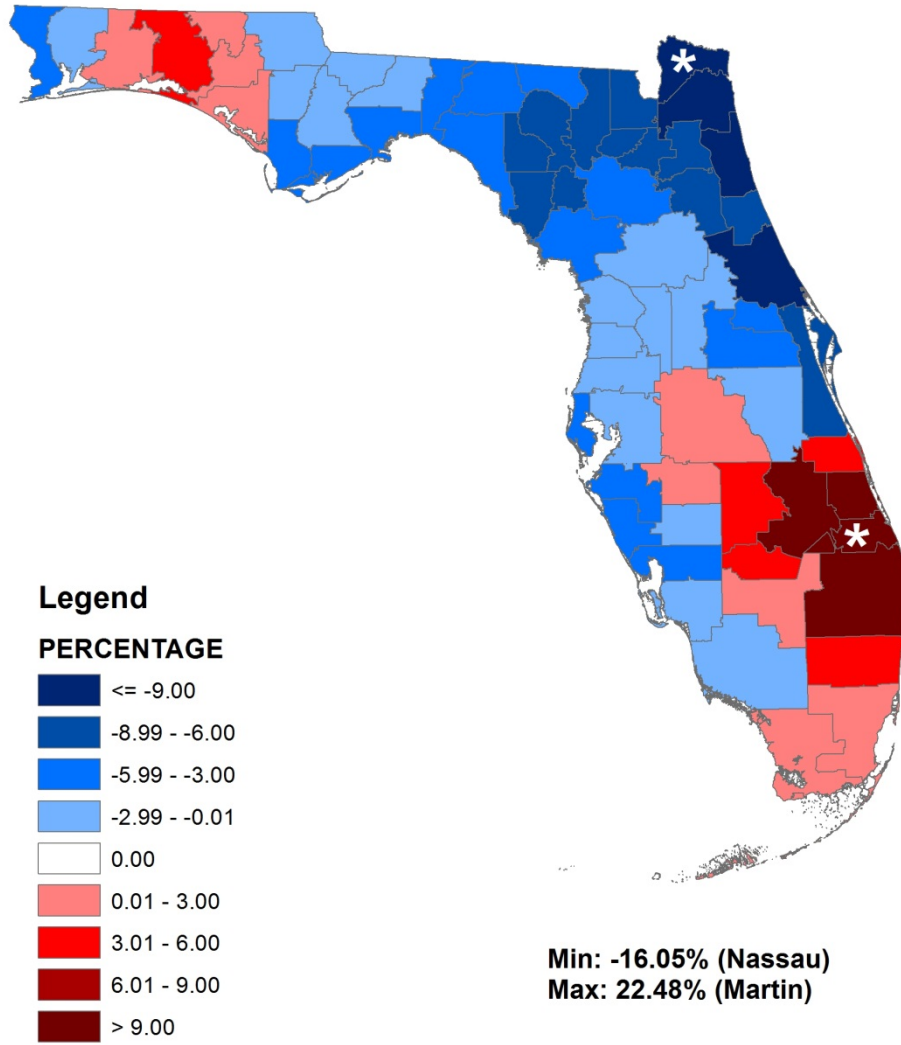 *
*
Legend
PERCENTAGE
<= -9.00
-8.99 - -6.00
-5.99 - -3.00
-2.99 - -0.01
0.00
0.01 - 3.00
3.01 - 6.00
6.01 - 9.00
> 9.00
Min: -16.05% (Nassau)
Max: 22.48% (Martin)